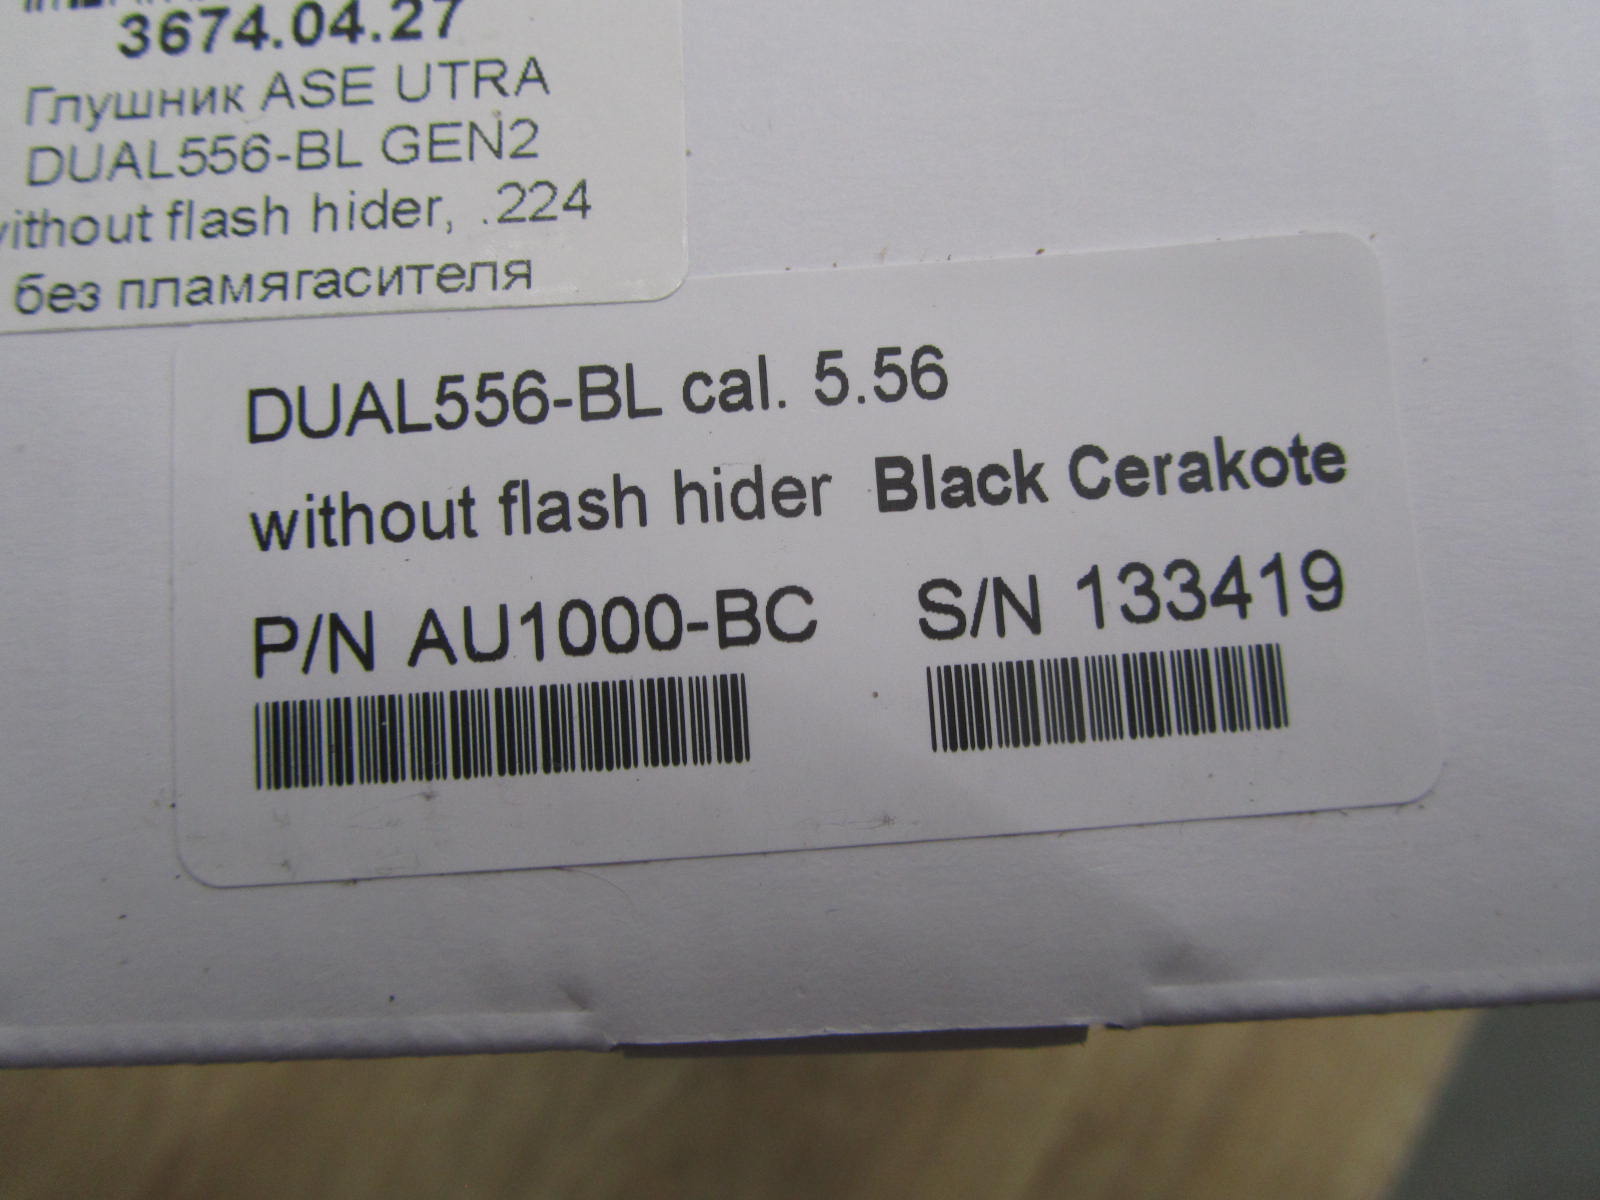 3674.04.27
Глушник ASE UTRA
DUAL556-BL GEN2
without flash hider, .224
без пламягасителя
DUAL556-BL cal. 5.56
without flash hider Black Cerakote
P/N AU1000-BC S/N 133419